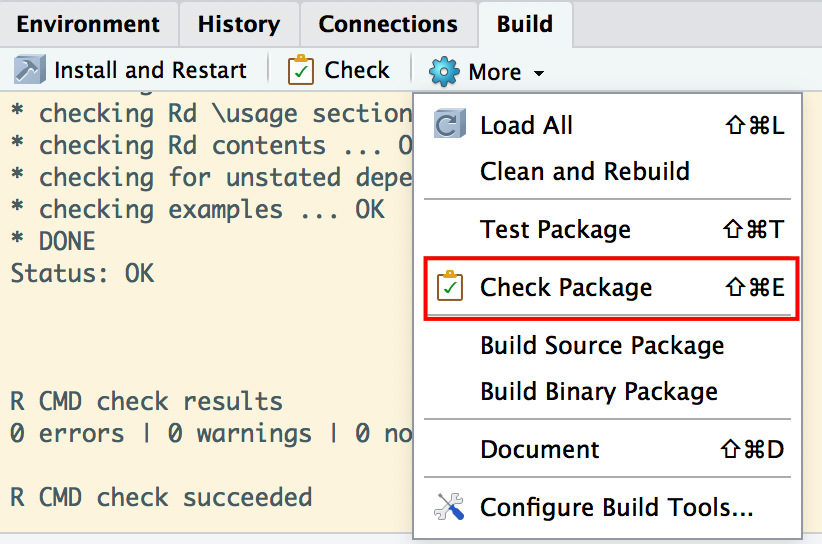 Environment History Connections Build
Install and Restart Check More
* checking Rd \usage section
Load All ⇧⌘L
* checking Rd contents ...
Clean and Rebuild
* checking for unstated depe
* checking examples ... OK
Test Package ⇧⌘T
* DONE
Status: OK
Check Package ⇧⌘E
Build Source Package
Build Binary Package
R CMD check results
0 errors | 0 warnings | 0 no
Document ⇧⌘D
R CMD check succeeded
Configure Build Tools...